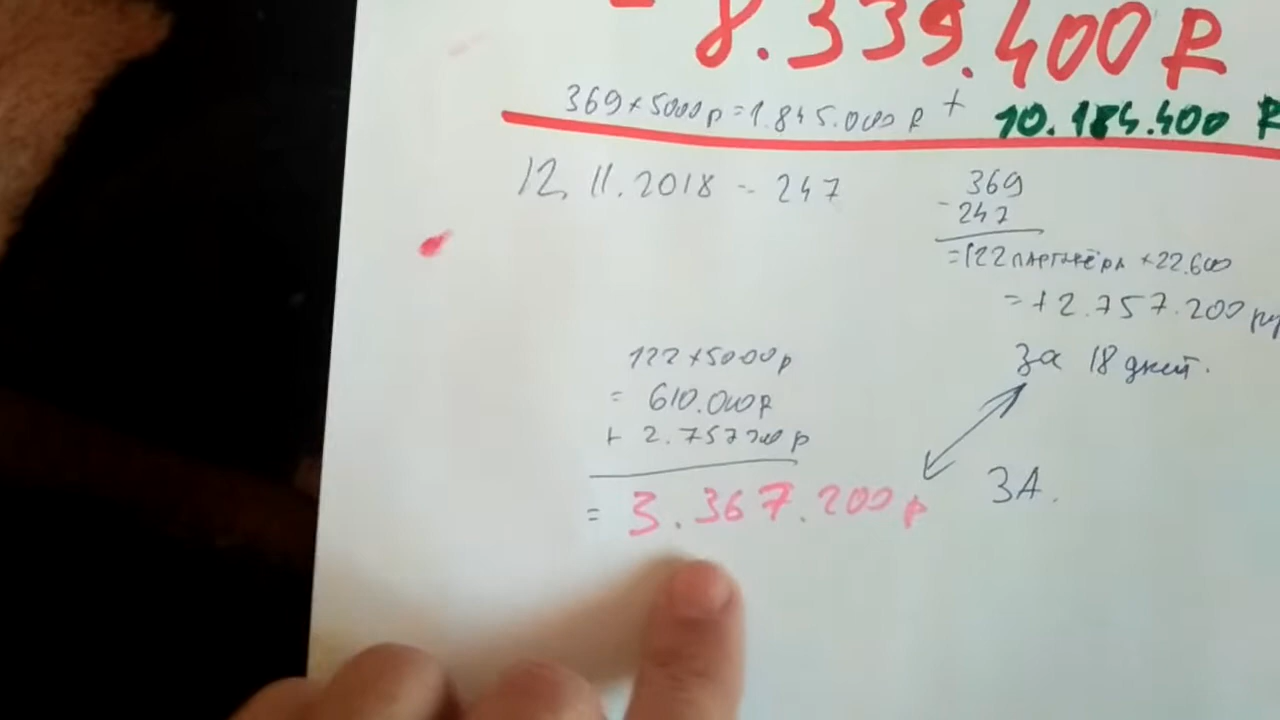 - 8.339.400 R
369 × 5000 р = 1.845.000 R + 10.184.400 R
12.11.2018 - 247
369
- 247
= 122 партнёра × 22.600
= + 2.757.200 ру
за 18 дней.
122 × 5000 р
= 610.000 R
+ 2.757 200 р
= 3.367.200 р
ЗА.